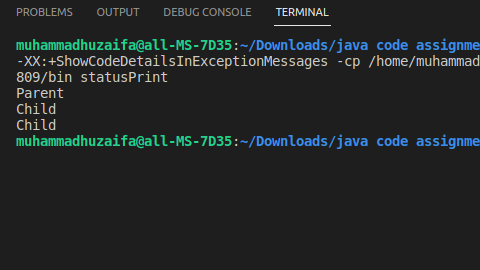 PROBLEMS OUTPUT DEBUG CONSOLE TERMINAL
muhammadhuzaifa@all-MS-7D35:~/Downloads/java code assignme
-XX:+ShowCodeDetailsInExceptionMessages -cp /home/muhammad
809/bin statusPrint
Parent
Child
Child
muhammadhuzaifa@all-MS-7D35:~/Downloads/java code assignme